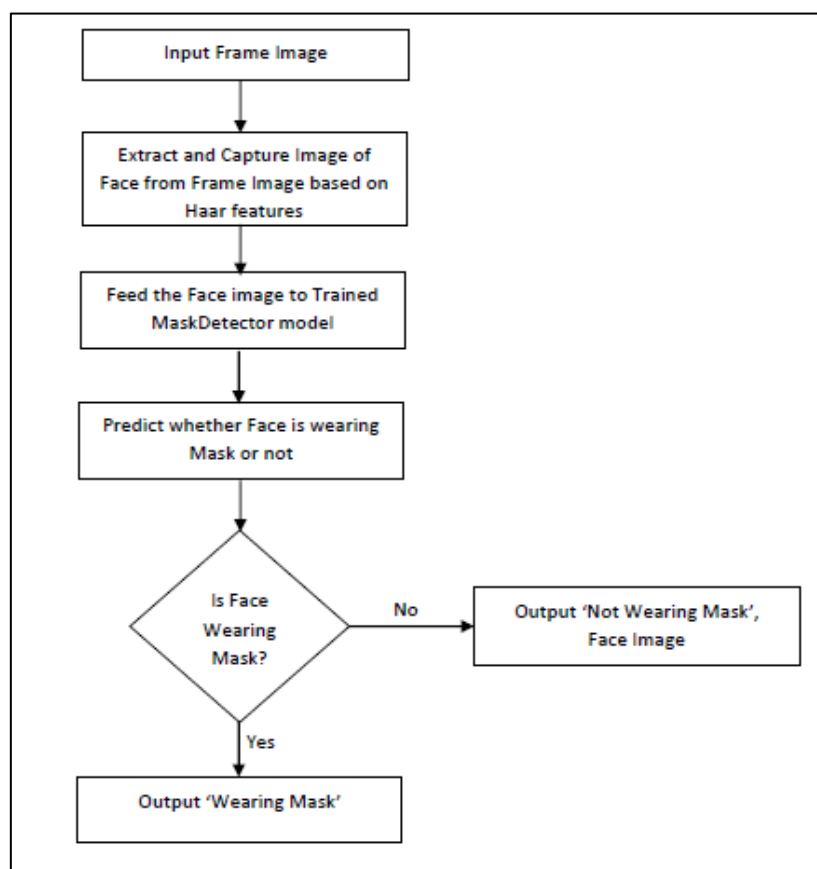 Input Frame Image
Extract and Capture Image of
Face from Frame Image based on
Haar features
Feed the Face image to Trained
MaskDetector model
Predict whether Face is wearing
Mask or not
Is Face
Wearing
Mask?
No
Output ‘Not Wearing Mask’,
Face Image
Yes
Output ‘Wearing Mask’